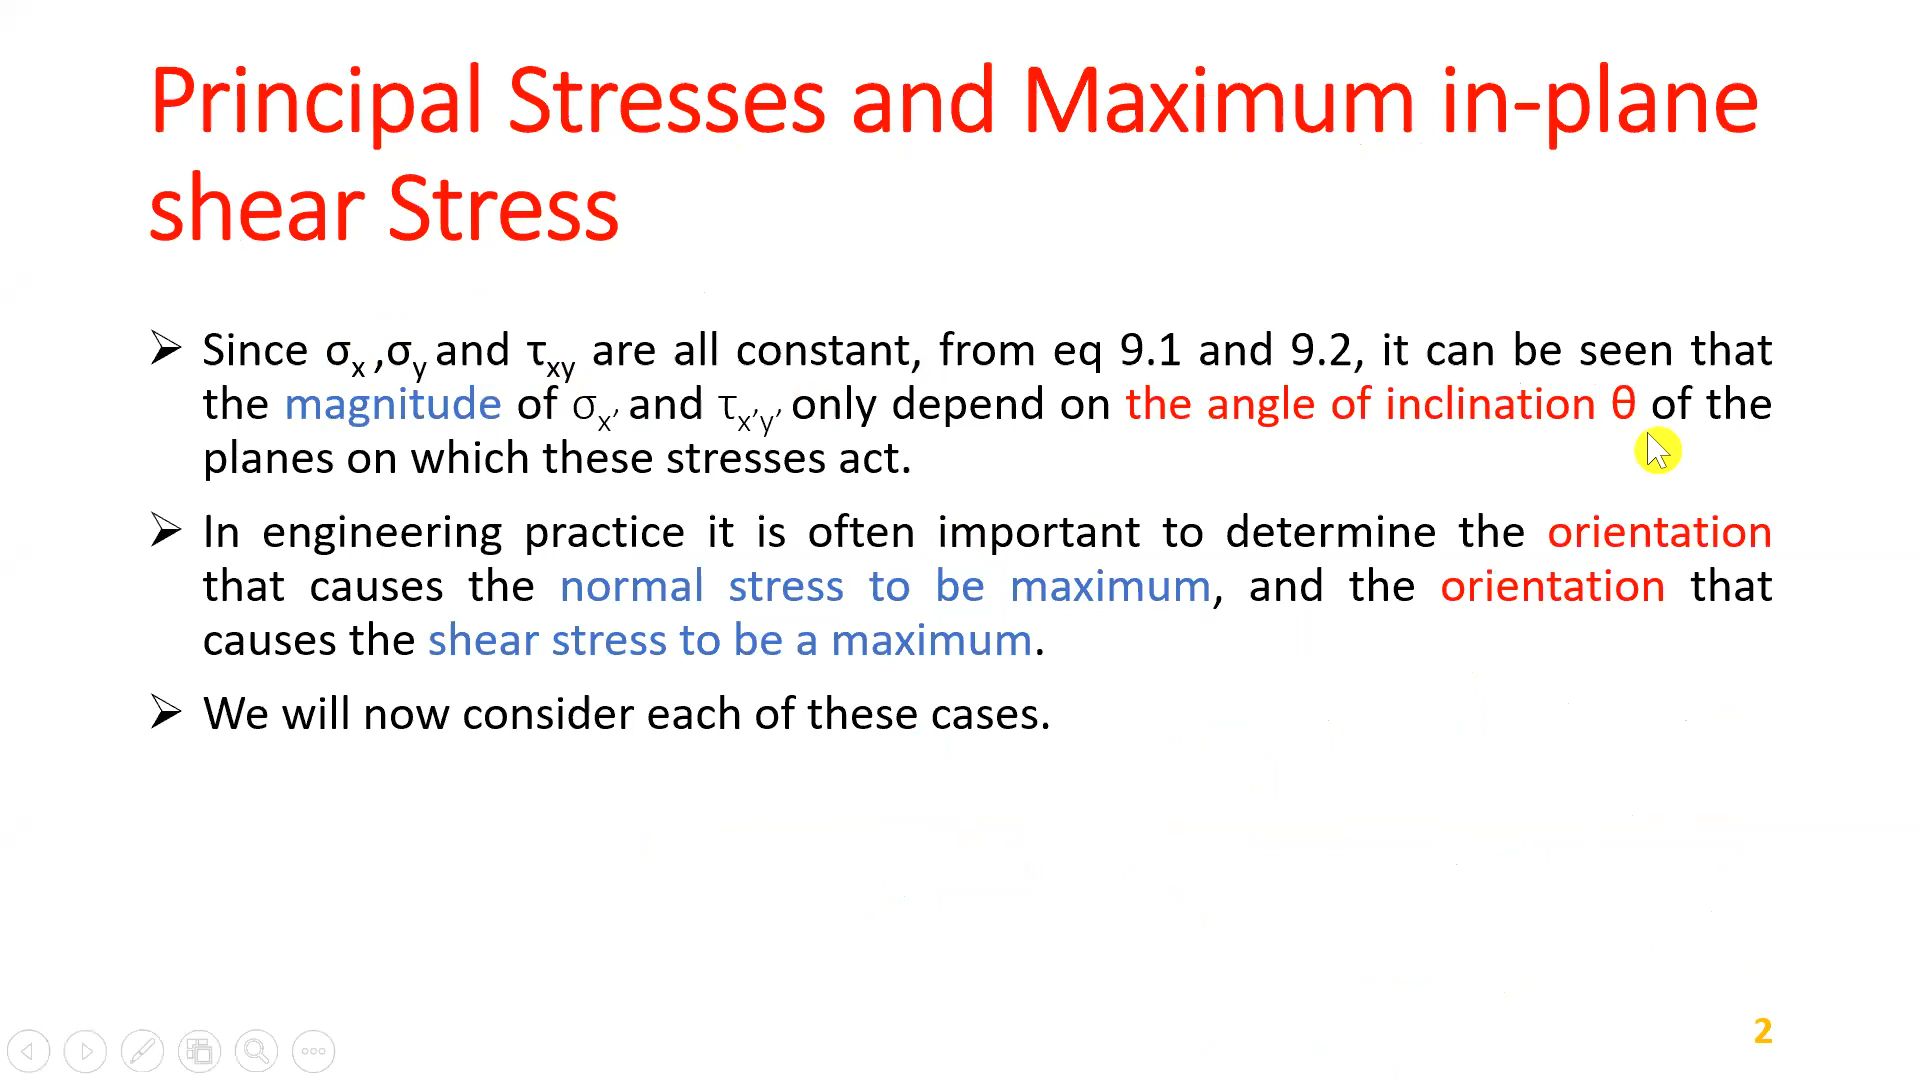 Principal Stresses and Maximum in-plane
shear Stress
➢ Since σx ,σy and τxy are all constant, from eq 9.1 and 9.2, it can be seen that
the magnitude of σx′ and τx′y′ only depend on the angle of inclination θ of the
planes on which these stresses act.
➢ In engineering practice it is often important to determine the orientation
that causes the normal stress to be maximum, and the orientation that
causes the shear stress to be a maximum.
➢ We will now consider each of these cases.
2